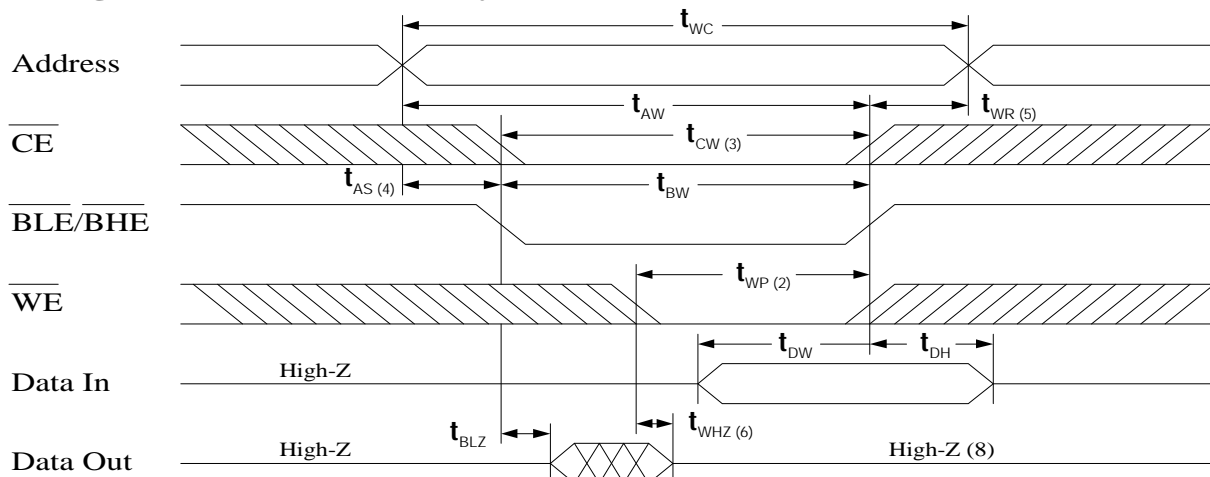 tWC
Address
tAW tWR (5)
CE
tCW (3)
tAS (4) tBW
BLE/BHE
tWP (2)
WE
tDW tDH
Data In High-Z
tBLZ tWHZ (6)
Data Out High-Z High-Z (8)